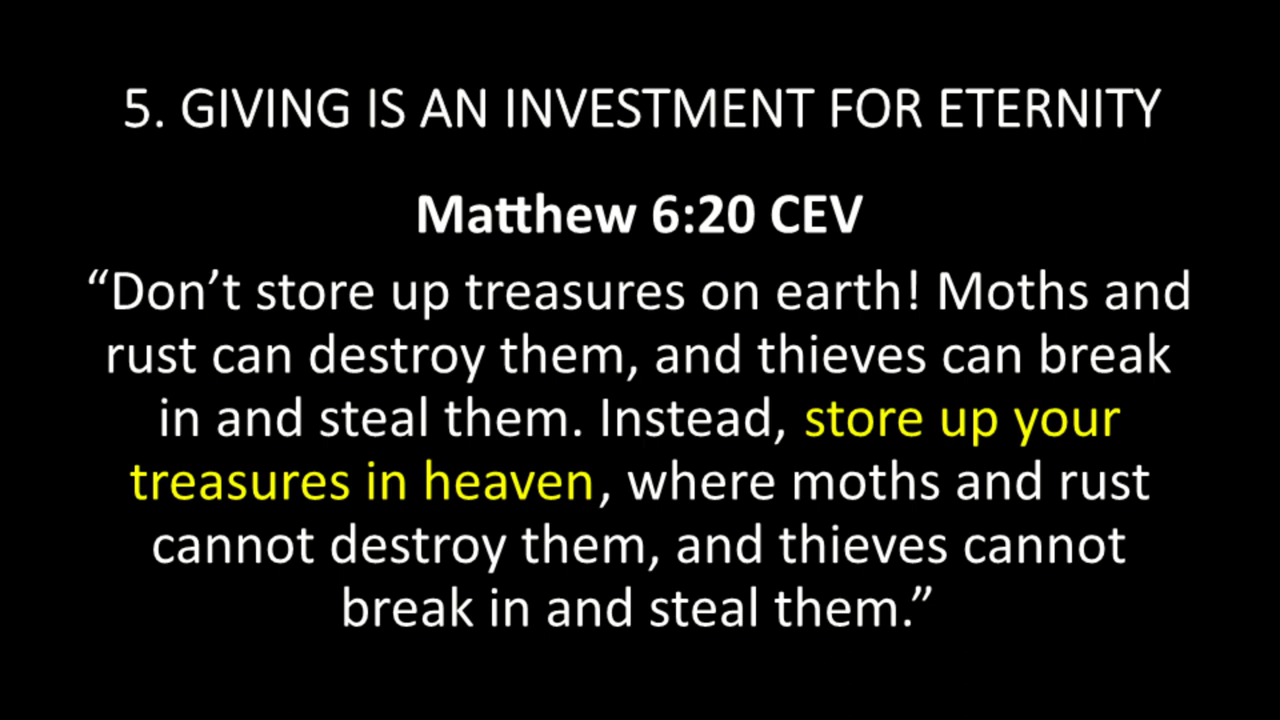 5. GIVING IS AN INVESTMENT FOR ETERNITY
Matthew 6:20 CEV
“Don’t store up treasures on earth! Moths and
rust can destroy them, and thieves can break
in and steal them. Instead, store up your
treasures in heaven, where moths and rust
cannot destroy them, and thieves cannot
break in and steal them.”